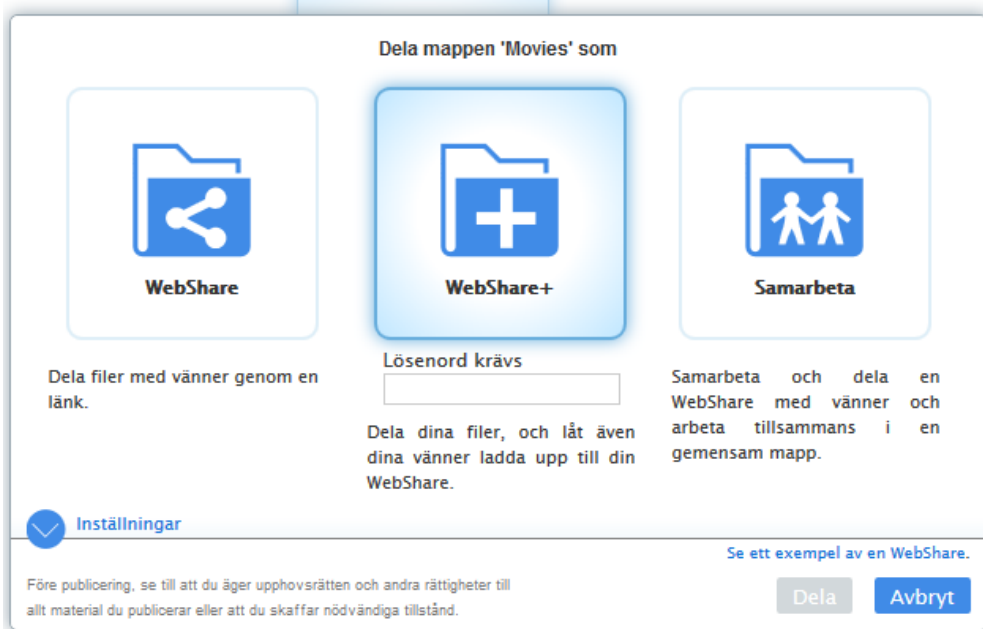 Dela mappen 'Movies' som
WebShare
WebShare+
Samarbeta
Dela filer med vänner genom en
länk.
Lösenord krävs
Dela dina filer, och låt även
dina vänner ladda upp till din
WebShare.
Samarbeta och dela en
WebShare med vänner och
arbeta tillsammans i en
gemensam mapp.
Inställningar
Se ett exempel av en WebShare.
Före publicering, se till att du äger upphovsrätten och andra rättigheter till
allt material du publicerar eller att du skaffar nödvändiga tillstånd.
Dela
Avbryt